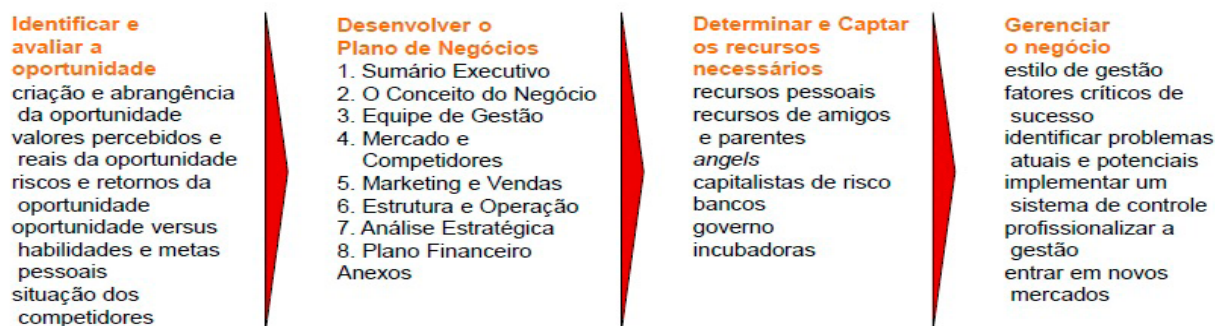 Identificar e
avaliar a
oportunidade
criação e abrangência
da oportunidade
valores percebidos e
reais da oportunidade
riscos e retornos da
oportunidade
oportunidade versus
habilidades e metas
pessoais
situação dos
competidores
Desenvolver o
Plano de Negócios
1. Sumário Executivo
2. O Conceito do Negócio
3. Equipe de Gestão
4. Mercado e
Competidores
5. Marketing e Vendas
6. Estrutura e Operação
7. Análise Estratégica
8. Plano Financeiro
Anexos
Determinar e Captar
os recursos
necessários
recursos pessoais
recursos de amigos
e parentes
angels
capitalistas de risco
bancos
governo
incubadoras
Gerenciar
o negócio
estilo de gestão
fatores críticos de
sucesso
identificar problemas
atuais e potenciais
implementar um
sistema de controle
profissionalizar a
gestão
entrar em novos
mercados